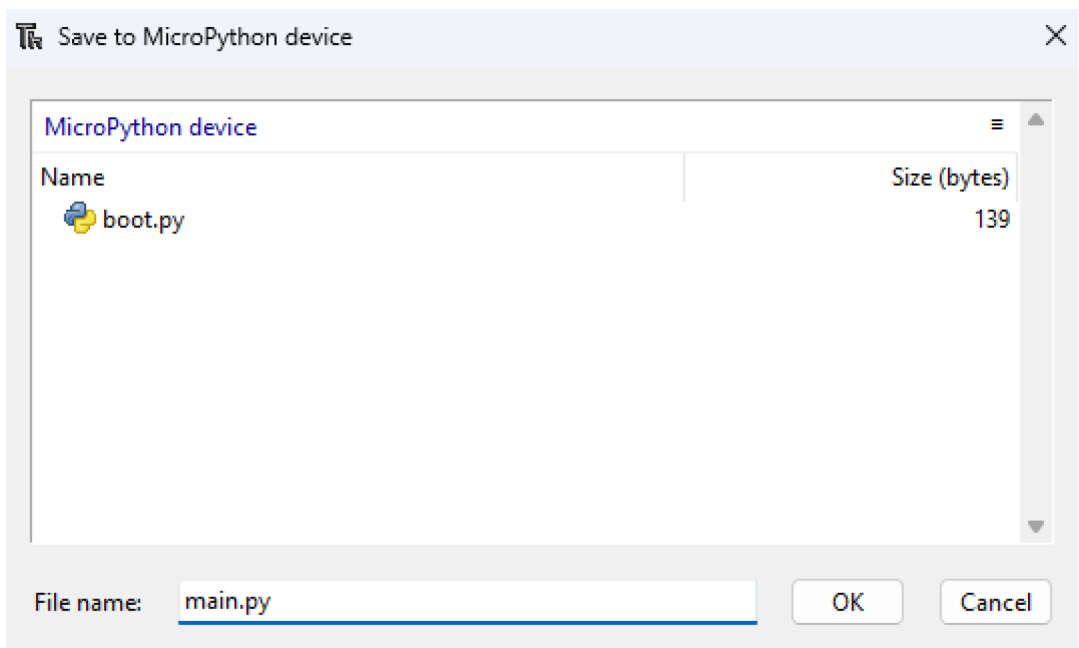 Save to MicroPython device
MicroPython device
Name Size (bytes)
boot.py 139
File name: main.py OK Cancel